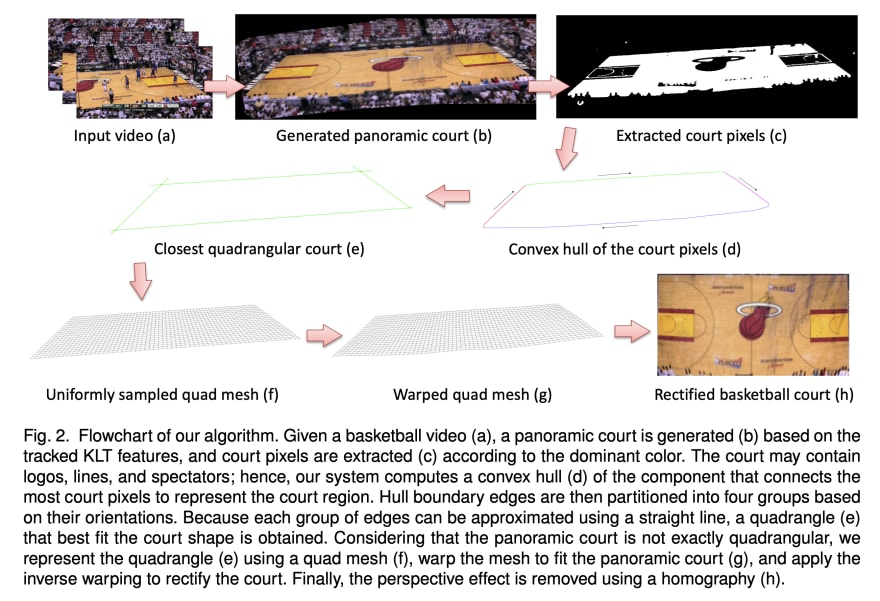 Input video (a)
Generated panoramic court (b)
Extracted court pixels (c)
Closest quadrangular court (e)
Convex hull of the court pixels (d)
Uniformly sampled quad mesh (f)
Warped quad mesh (g)
Rectified basketball court (h)
Fig. 2. Flowchart of our algorithm. Given a basketball video (a), a panoramic court is generated (b) based on the
tracked KLT features, and court pixels are extracted (c) according to the dominant color. The court may contain
logos, lines, and spectators; hence, our system computes a convex hull (d) of the component that connects the
most court pixels to represent the court region. Hull boundary edges are then partitioned into four groups based
on their orientations. Because each group of edges can be approximated using a straight line, a quadrangle (e)
that best fit the court shape is obtained. Considering that the panoramic court is not exactly quadrangular, we
represent the quadrangle (e) using a quad mesh (f), warp the mesh to fit the panoramic court (g), and apply the
inverse warping to rectify the court. Finally, the perspective effect is removed using a homography (h).